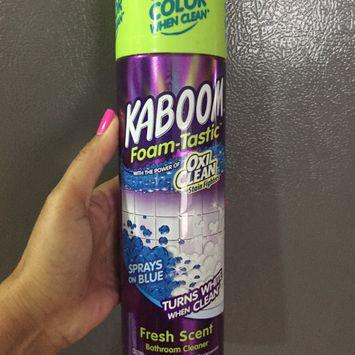 COLOR
WHEN CLEAN*
KABOOM
Foam-Tastic
WITH THE POWER OF
OXI
CLEAN
Stain Fighters
SPRAYS
ON BLUE
TURNS WHITE
WHEN CLEAN*
Fresh Scent
Bathroom Cleaner